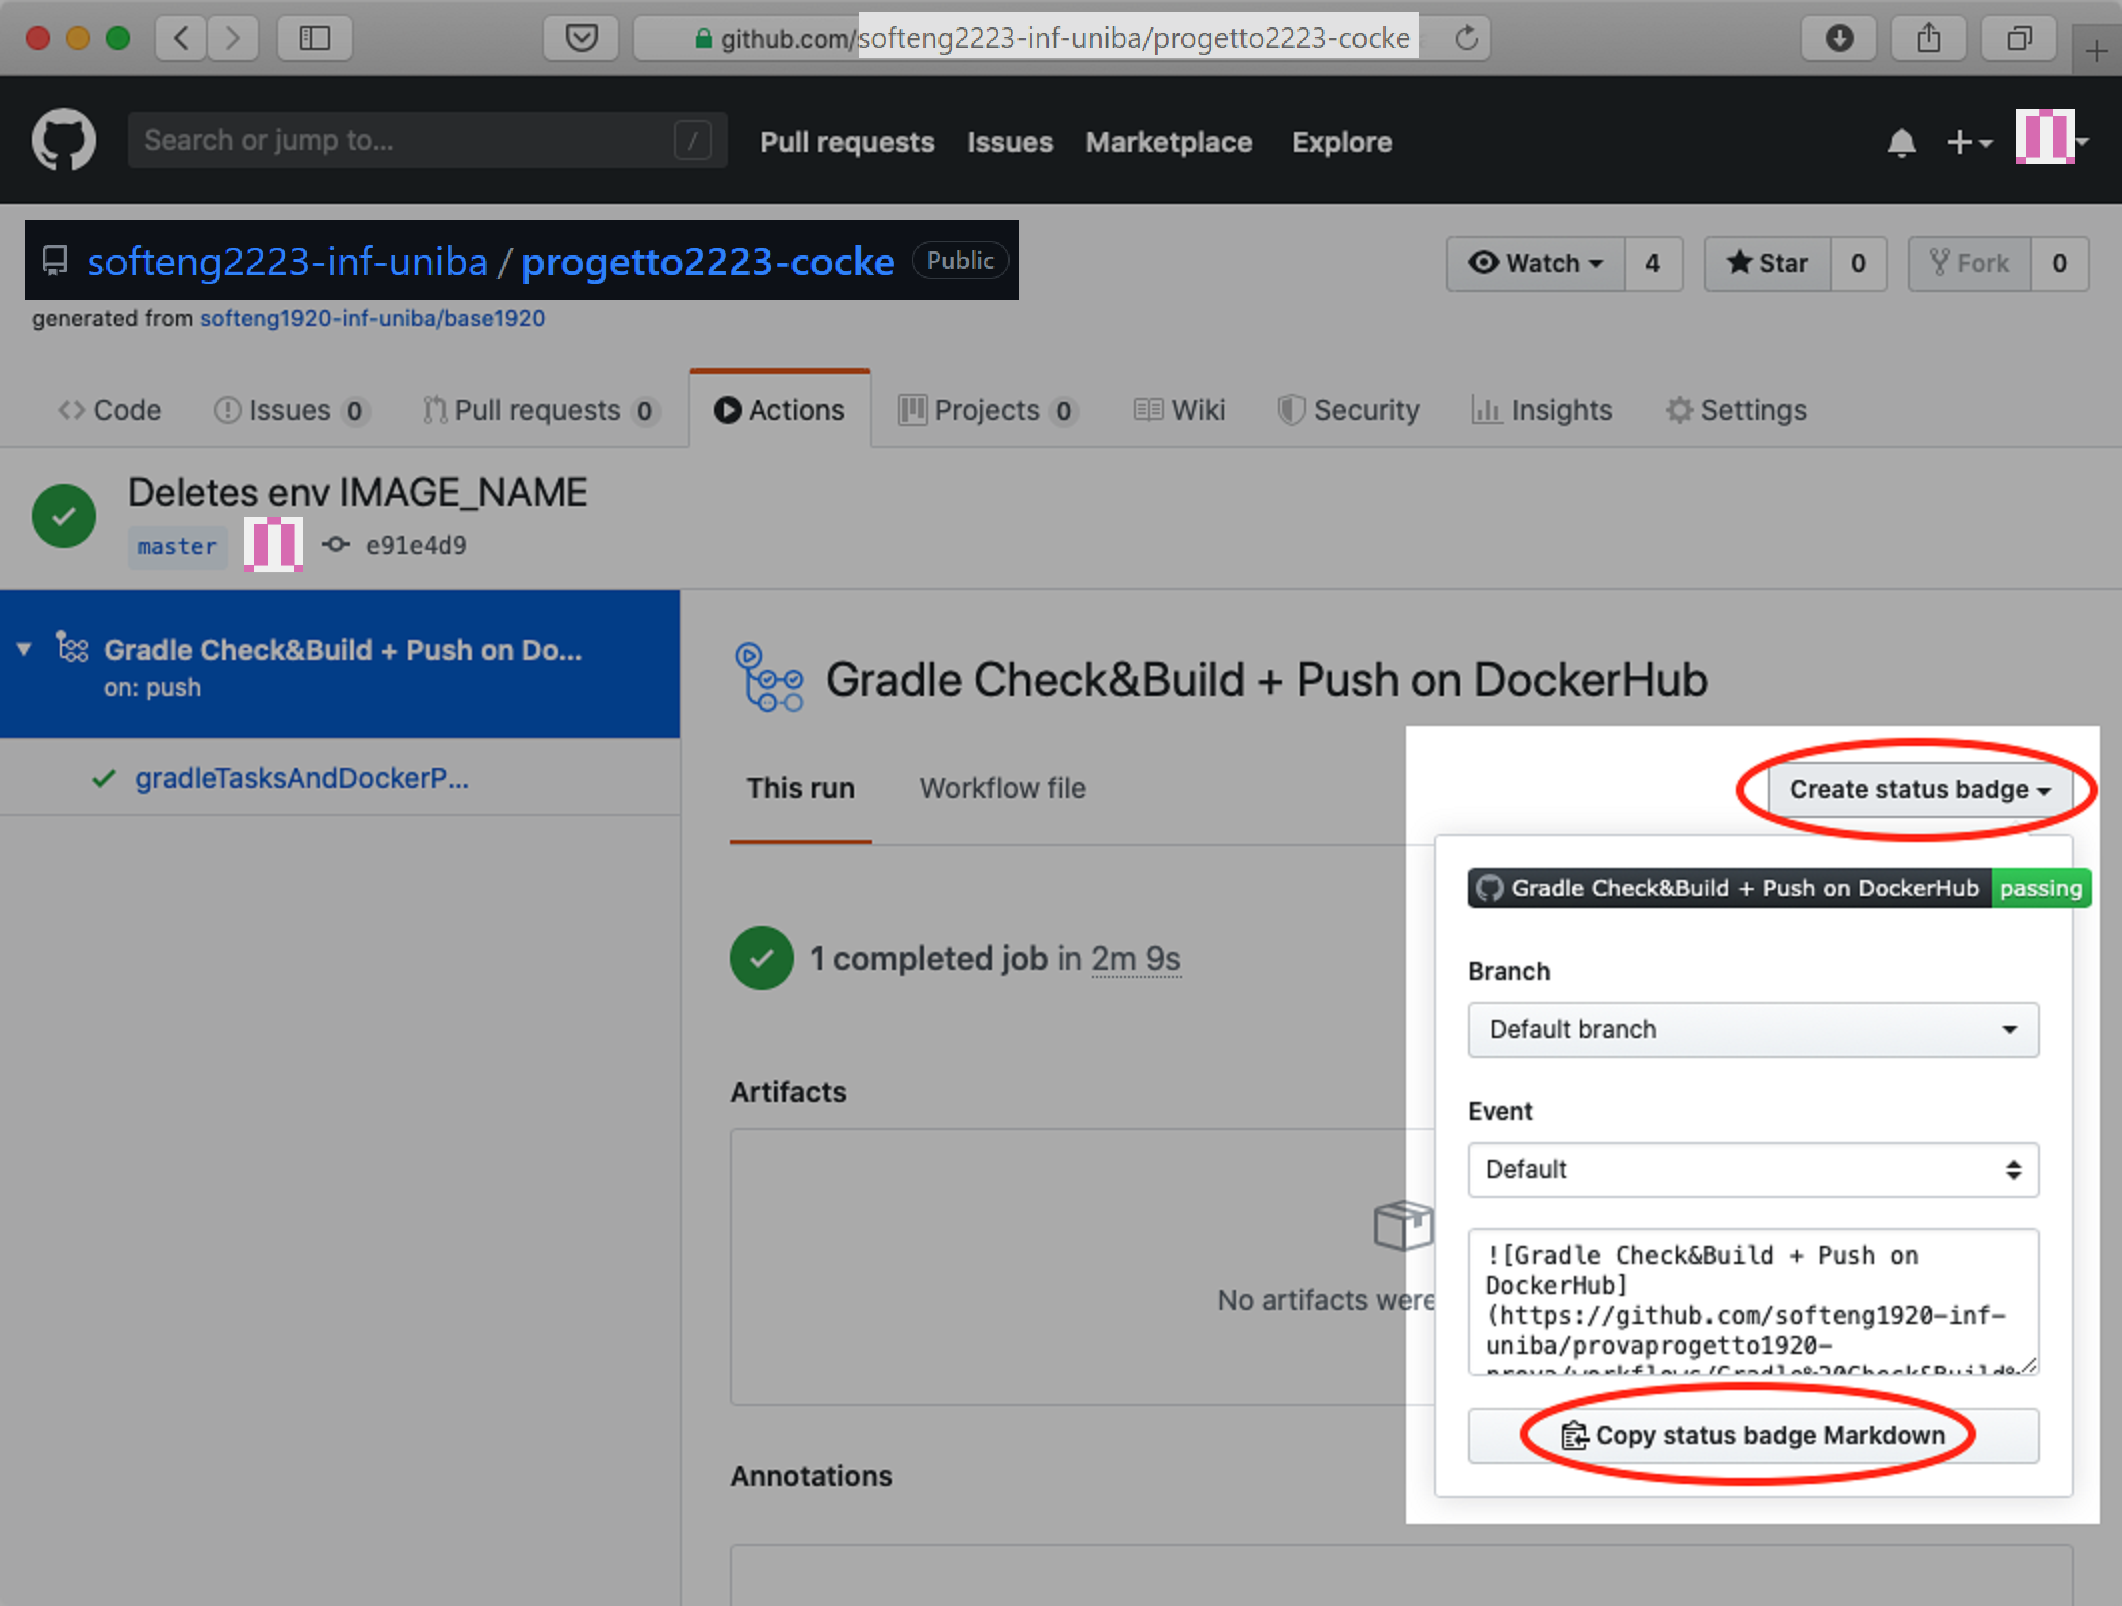 github.com/softeng2223-inf-uniba/progetto2223-cocke
Search or jump to... /
Pull requests Issues Marketplace Explore
softeng2223-inf-uniba / progetto2223-cocke Public
Watch 4 Star 0 Fork 0
generated from softeng1920-inf-uniba/base1920
Code Issues 0 Pull requests 0 Actions Projects 0 Wiki Security Insights Settings
Deletes env IMAGE_NAME
master e91e4d9
Gradle Check&Build + Push on Do...
on: push
gradleTasksAndDockerP...
Gradle Check&Build + Push on DockerHub
This run Workflow file
Create status badge
Gradle Check&Build + Push on DockerHub passing
1 completed job in 2m 9s
Branch
Default branch
Artifacts
Event
Default
No artifacts were
![Gradle Check&Build + Push on
DockerHub]
(https://github.com/softeng1920-inf-
uniba/provaprogetto1920-
prova/workflows/Gradle%20Check&Build%
Copy status badge Markdown
Annotations